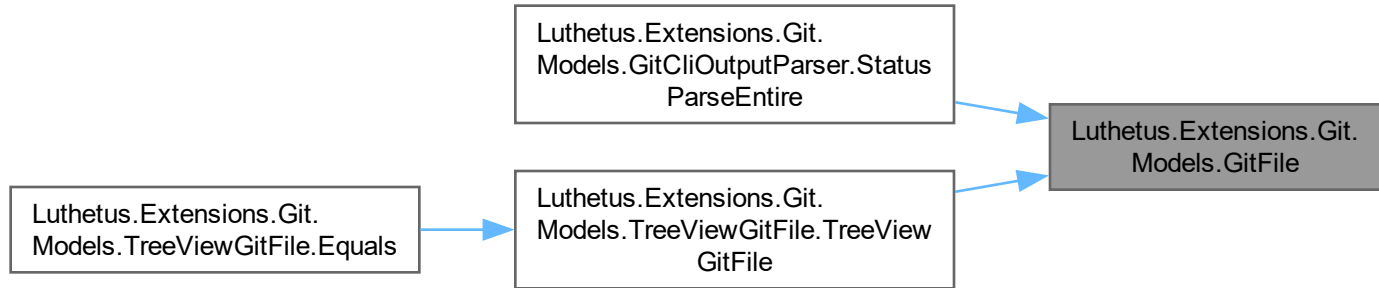 Luthetus.Extensions.Git.
Models.GitCliOutputParser.Status
ParseEntire
Luthetus.Extensions.Git.
Models.GitFile
Luthetus.Extensions.Git.
Models.TreeViewGitFile.TreeView
GitFile
Luthetus.Extensions.Git.
Models.TreeViewGitFile.Equals